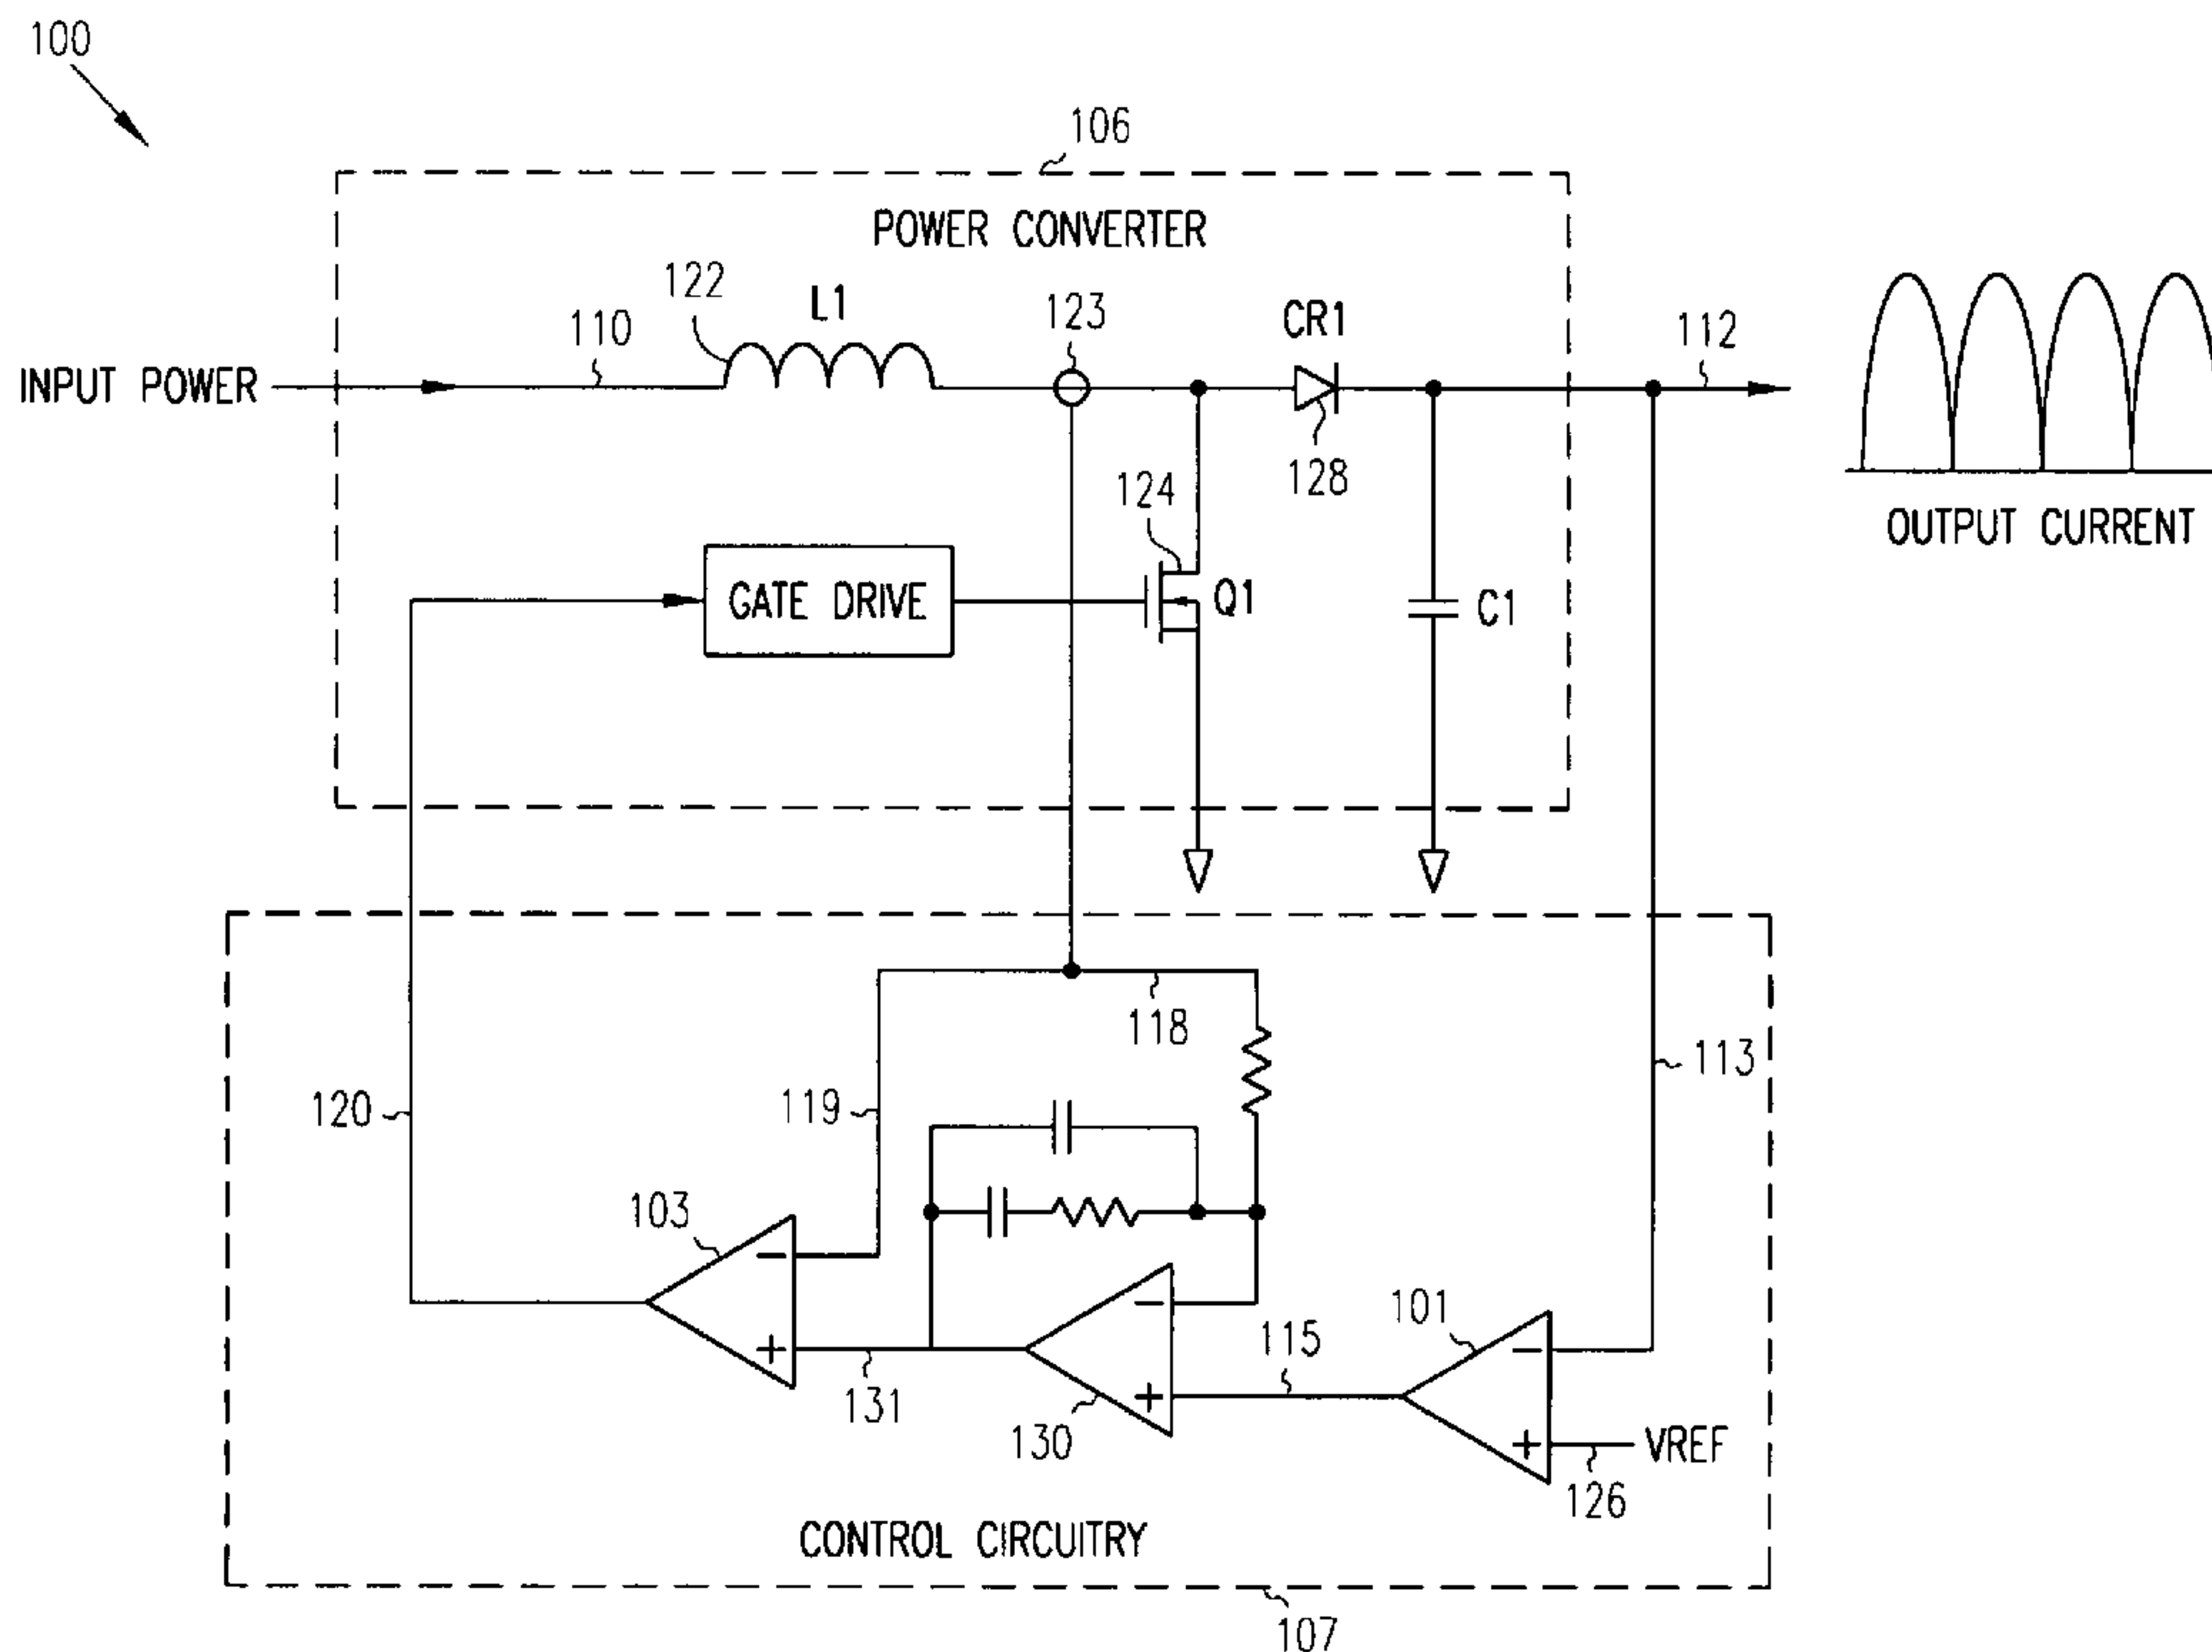 100
106
POWER CONVERTER
122
L1
123
CR1
110
112
INPUT POWER
128
124
OUTPUT CURRENT
GATE DRIVE
Q1
C1
118
113
120
119
103
101
115
131
130
VREF
126
CONTROL CIRCUITRY
107